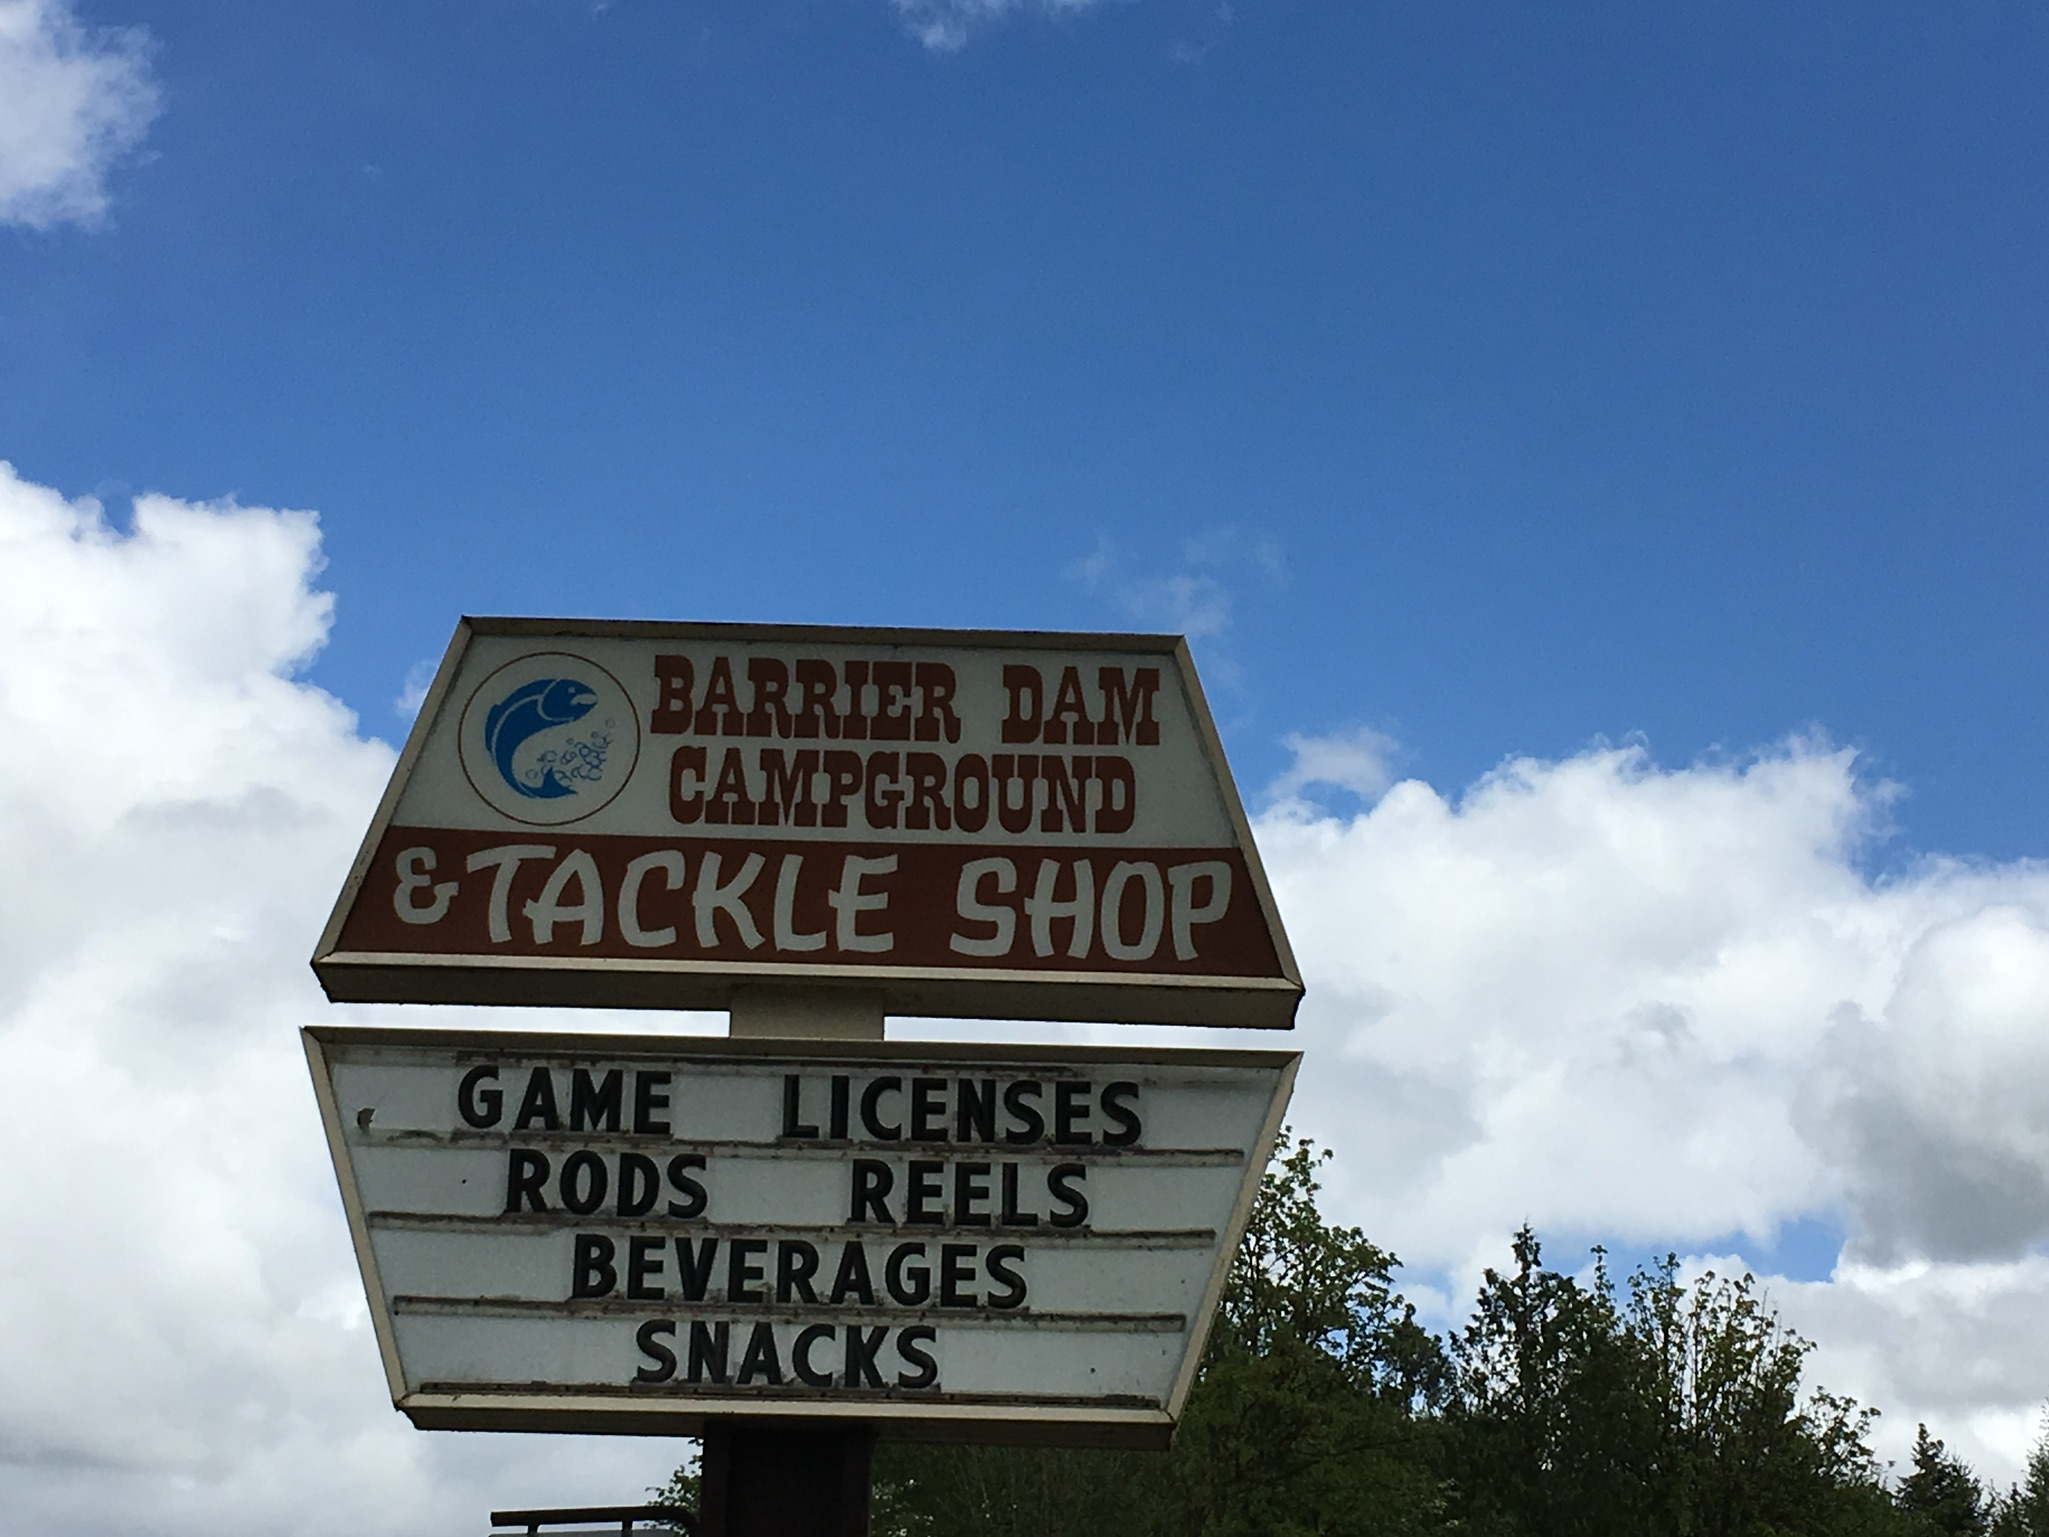 BARRIER DAM
CAMPGROUND
& TACKLE SHOP
GAME LICENSES
RODS REELS
BEVERAGES
SNACKS